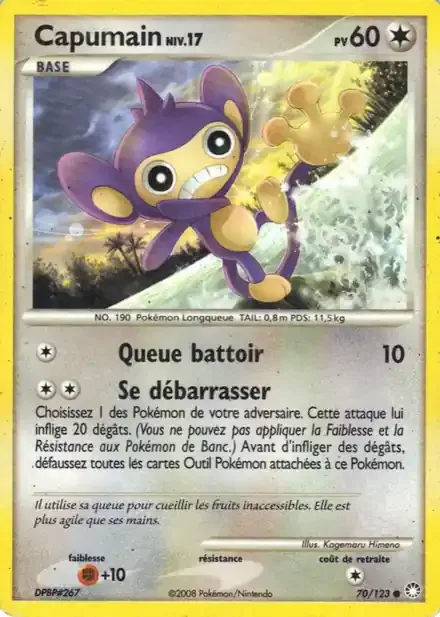 Capumain NIV.17 PV 60
BASE
NO. 190 Pokémon Longqueue TAIL: 0,8m PDS: 11,5kg
Queue battoir 10
Se débarrasser
Choisissez 1 des Pokémon de votre adversaire. Cette attaque lui
inflige 20 dégâts. (Vous ne pouvez pas appliquer la Faiblesse et la
Résistance aux Pokémon de Banc.) Avant d'infliger des dégâts,
défaussez toutes les cartes Outil Pokémon attachées à ce Pokémon.
Il utilise sa queue pour cueillir les fruits inaccessibles. Elle est
plus agile que ses mains.
Illus. Kagemaru Himeno
faiblesse résistance coût de retraite
+10
DPBP#267 ©2008 Pokémon/Nintendo 70/123